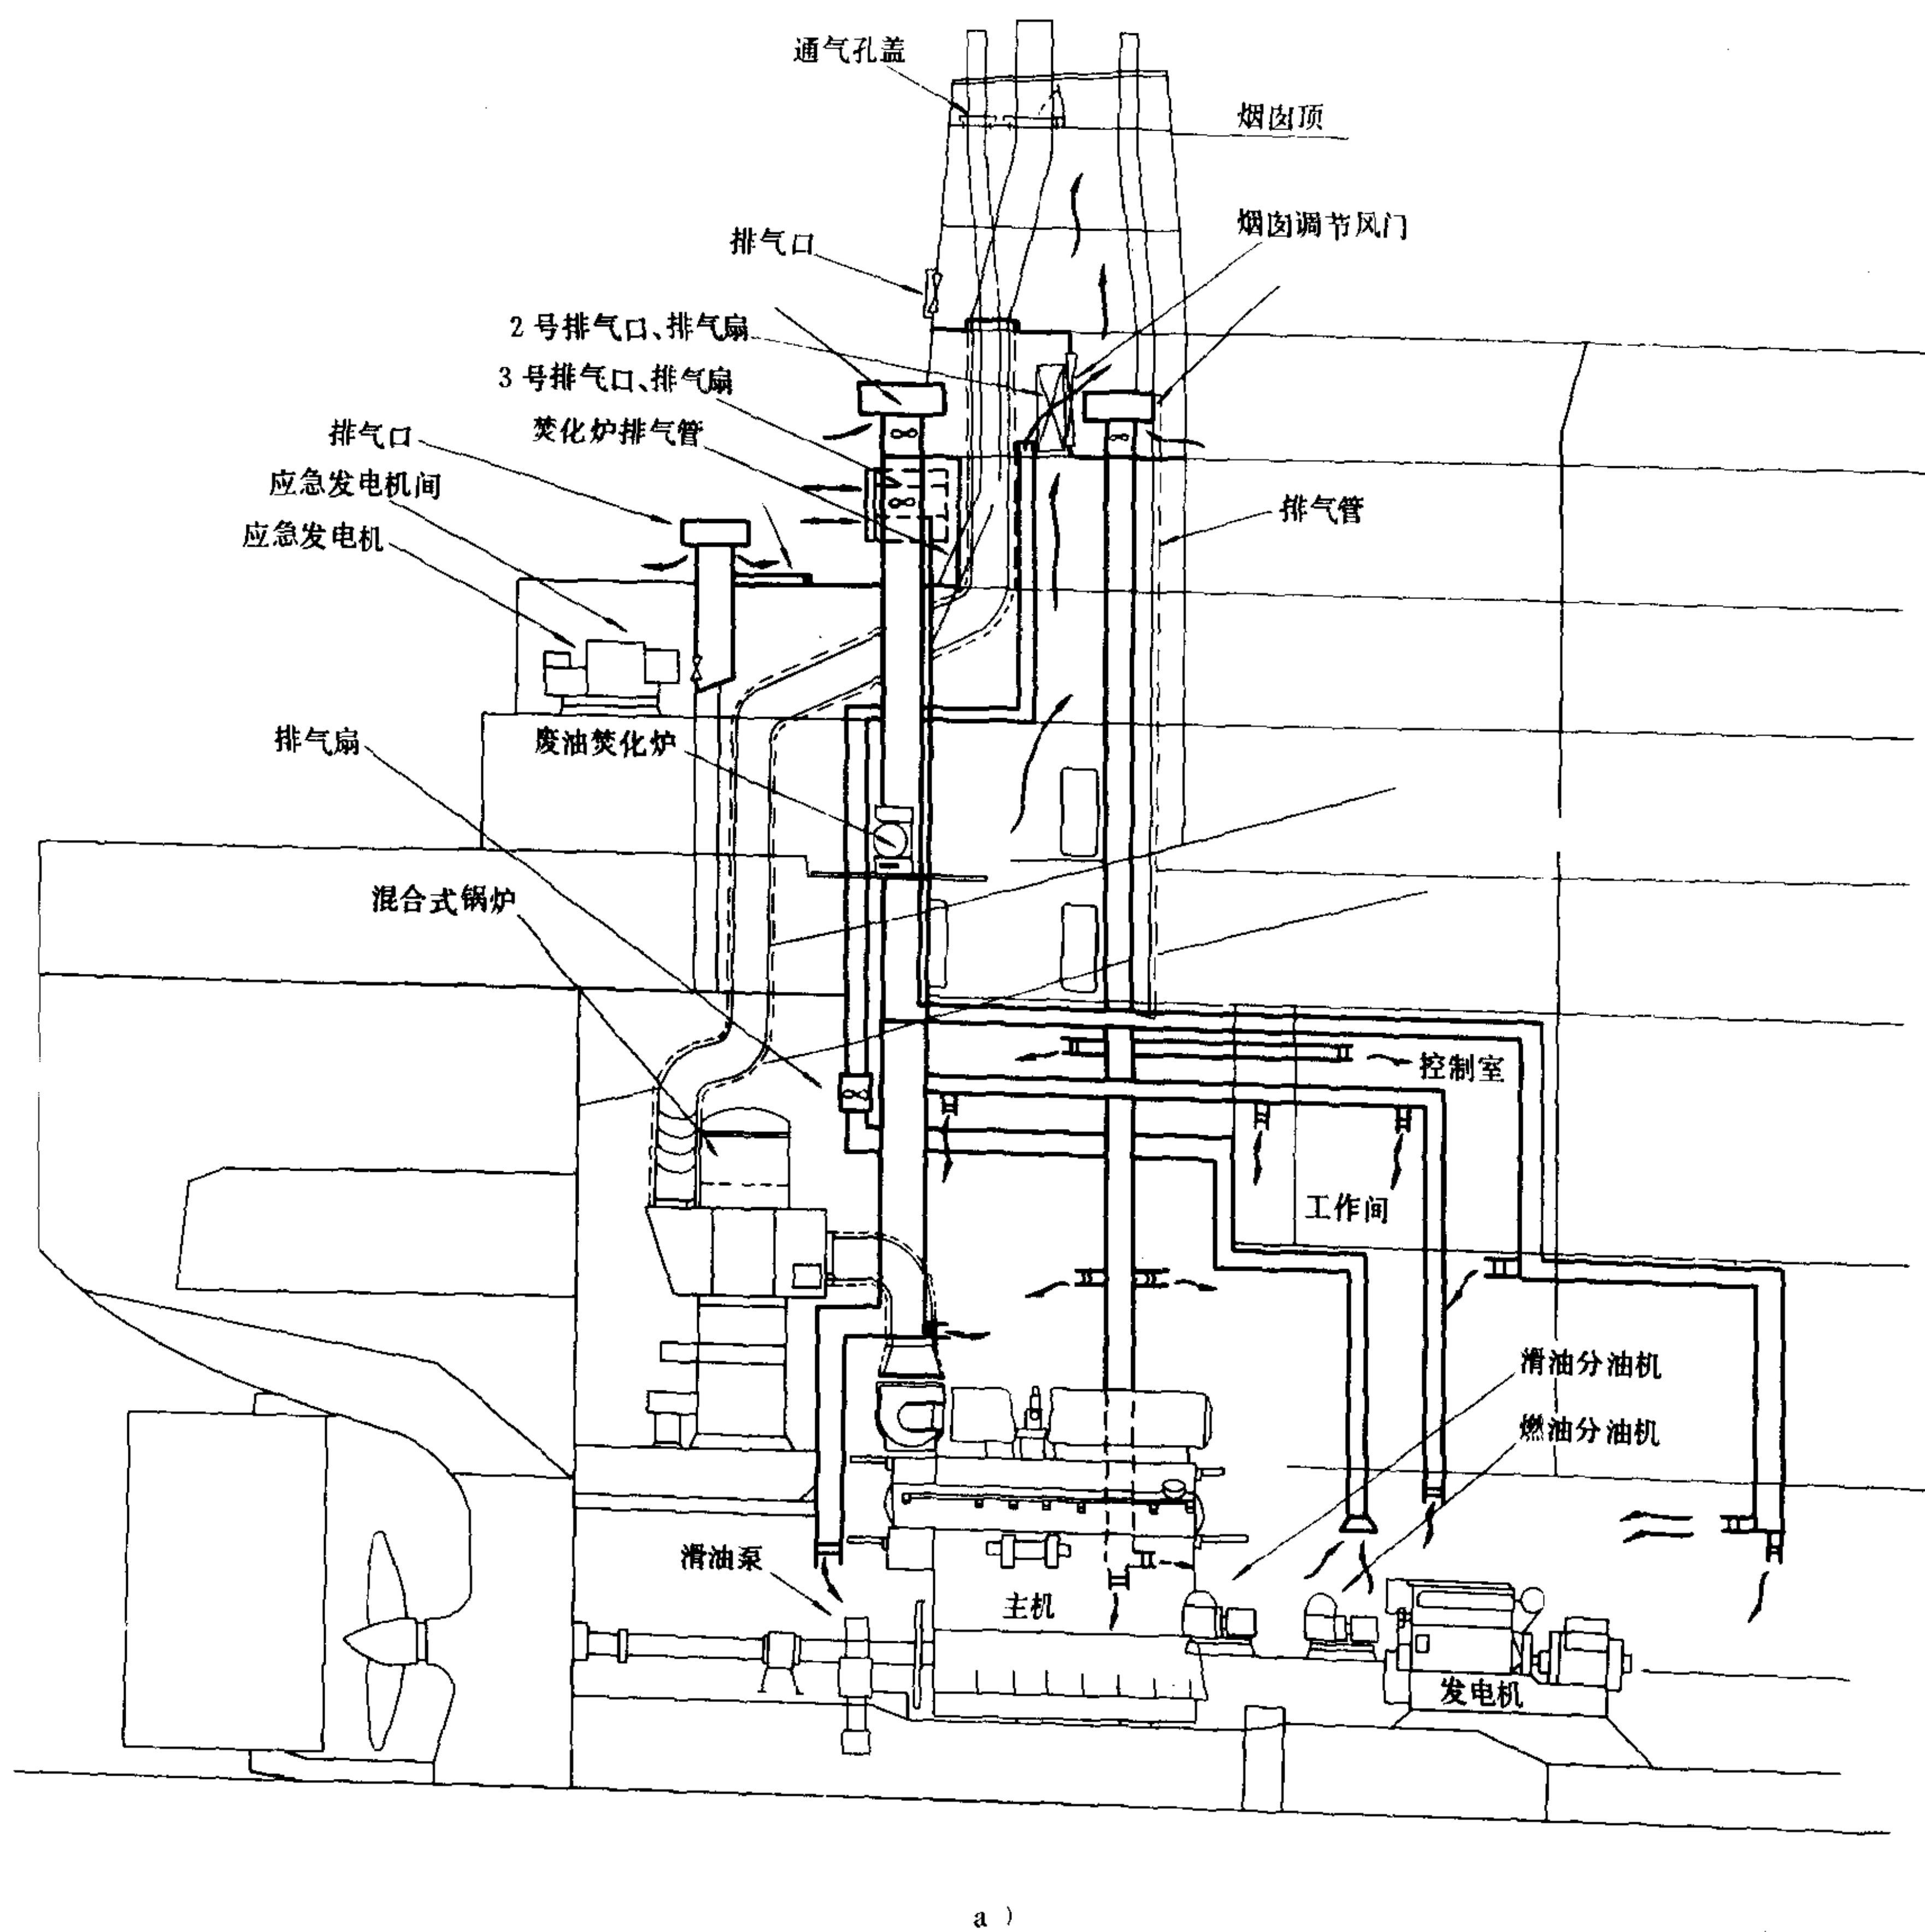 通气孔盖
烟囱顶
烟囱调节风门
排气口
2号排气口、排气扇
3号排气口、排气扇
焚化炉排气管
排气口
应急发电机间
应急发电机
排气管
排气扇
废油焚化炉
混合式锅炉
控制室
工作间
滑油分油机
燃油分油机
滑油泵
主机
发电机
a）